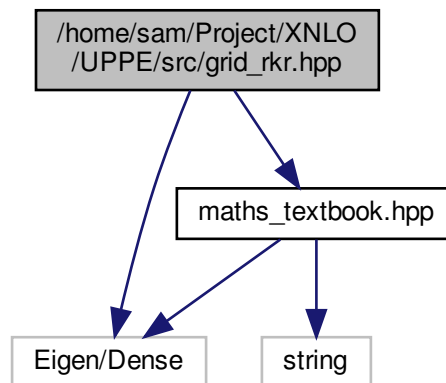 /home/sam/Project/XNLO
/UPPE/src/grid_rkr.hpp
maths_textbook.hpp
Eigen/Dense
string